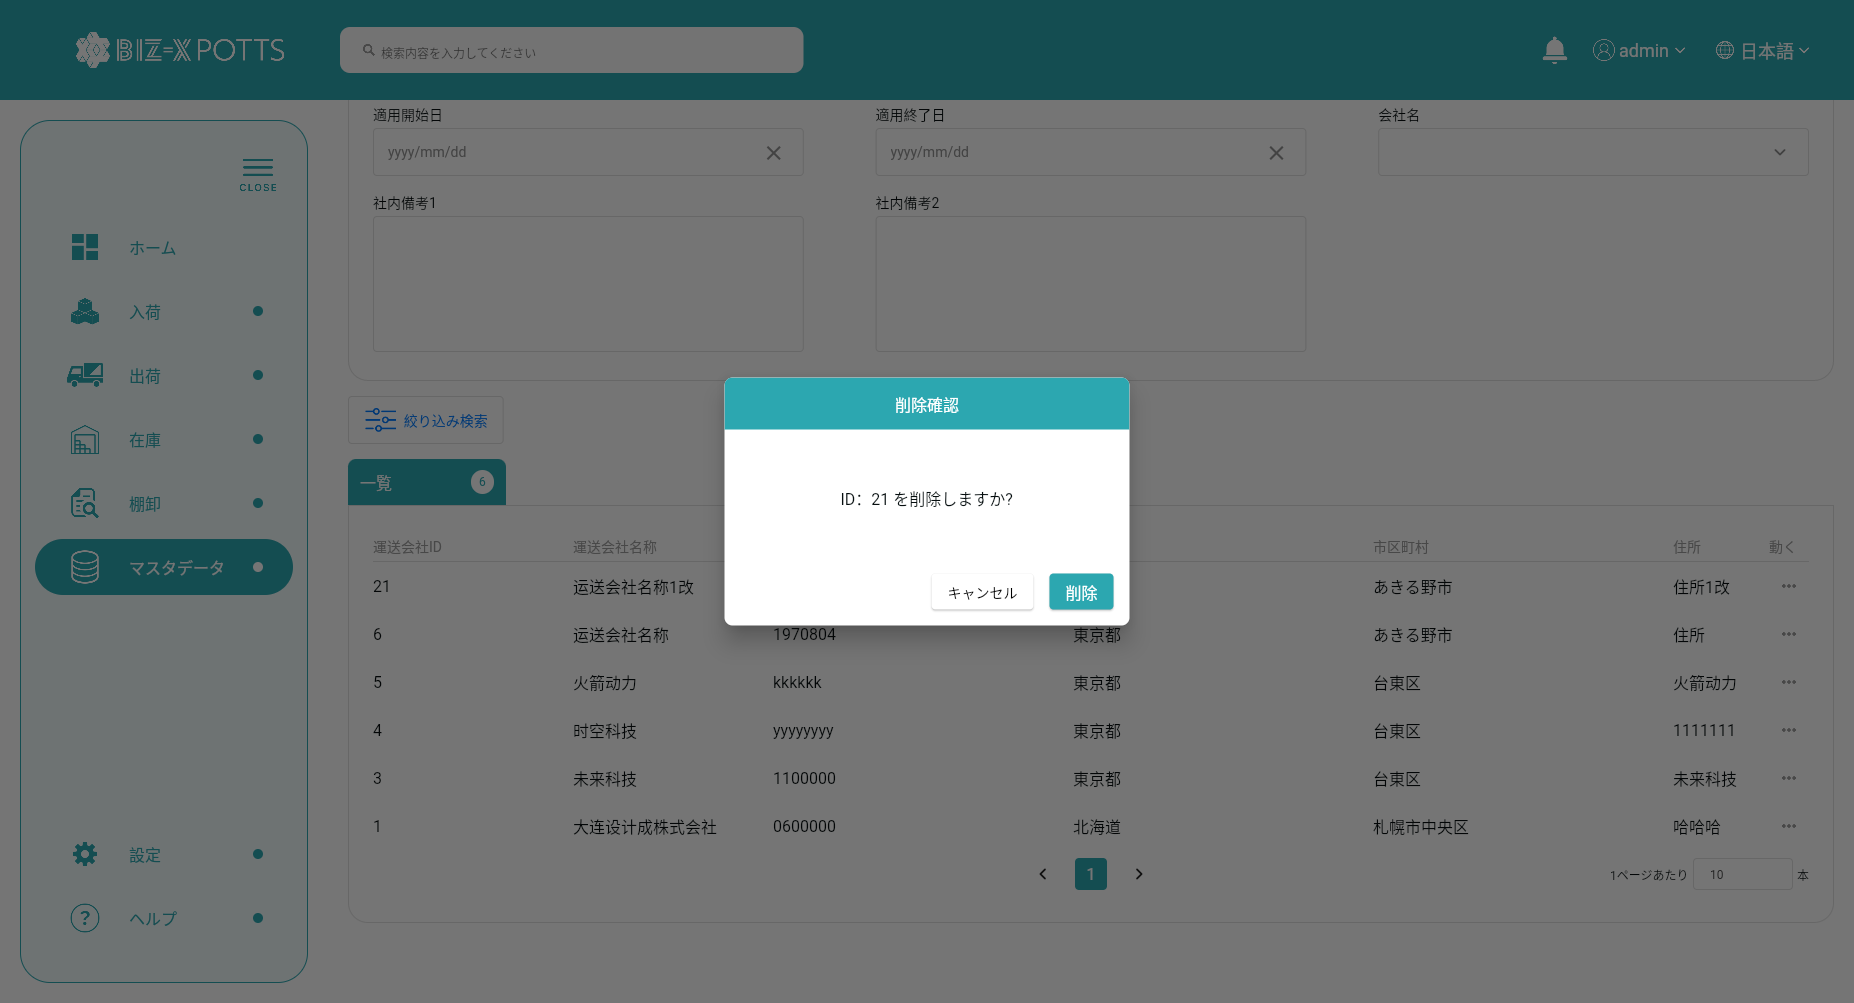 BIZ=X POTTS
検索内容を入力してください
admin
日本語
CLOSE
ホーム
入荷
出荷
在庫
棚卸
マスタデータ
設定
ヘルプ
適用開始日
適用終了日
会社名
yyyy/mm/dd
yyyy/mm/dd
社内備考1
社内備考2
絞り込み検索
一覧 6
運送会社ID 運送会社名称 市区町村 住所 動く
21 运送会社名称1改 あきる野市 住所1改
6 运送会社名称 1970804 東京都 あきる野市 住所
5 火箭动力 kkkkkk 東京都 台東区 火箭动力
4 时空科技 yyyyyyyy 東京都 台東区 1111111
3 未来科技 1100000 東京都 台東区 未来科技
1 大连设计成株式会社 0600000 北海道 札幌市中央区 哈哈哈
1
1ページあたり 10 本
削除確認
ID：21 を削除しますか?
キャンセル
削除